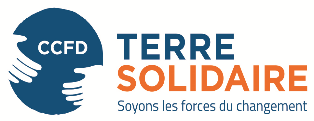 CCFD
TERRE
SOLIDAIRE
Soyons les forces du changement